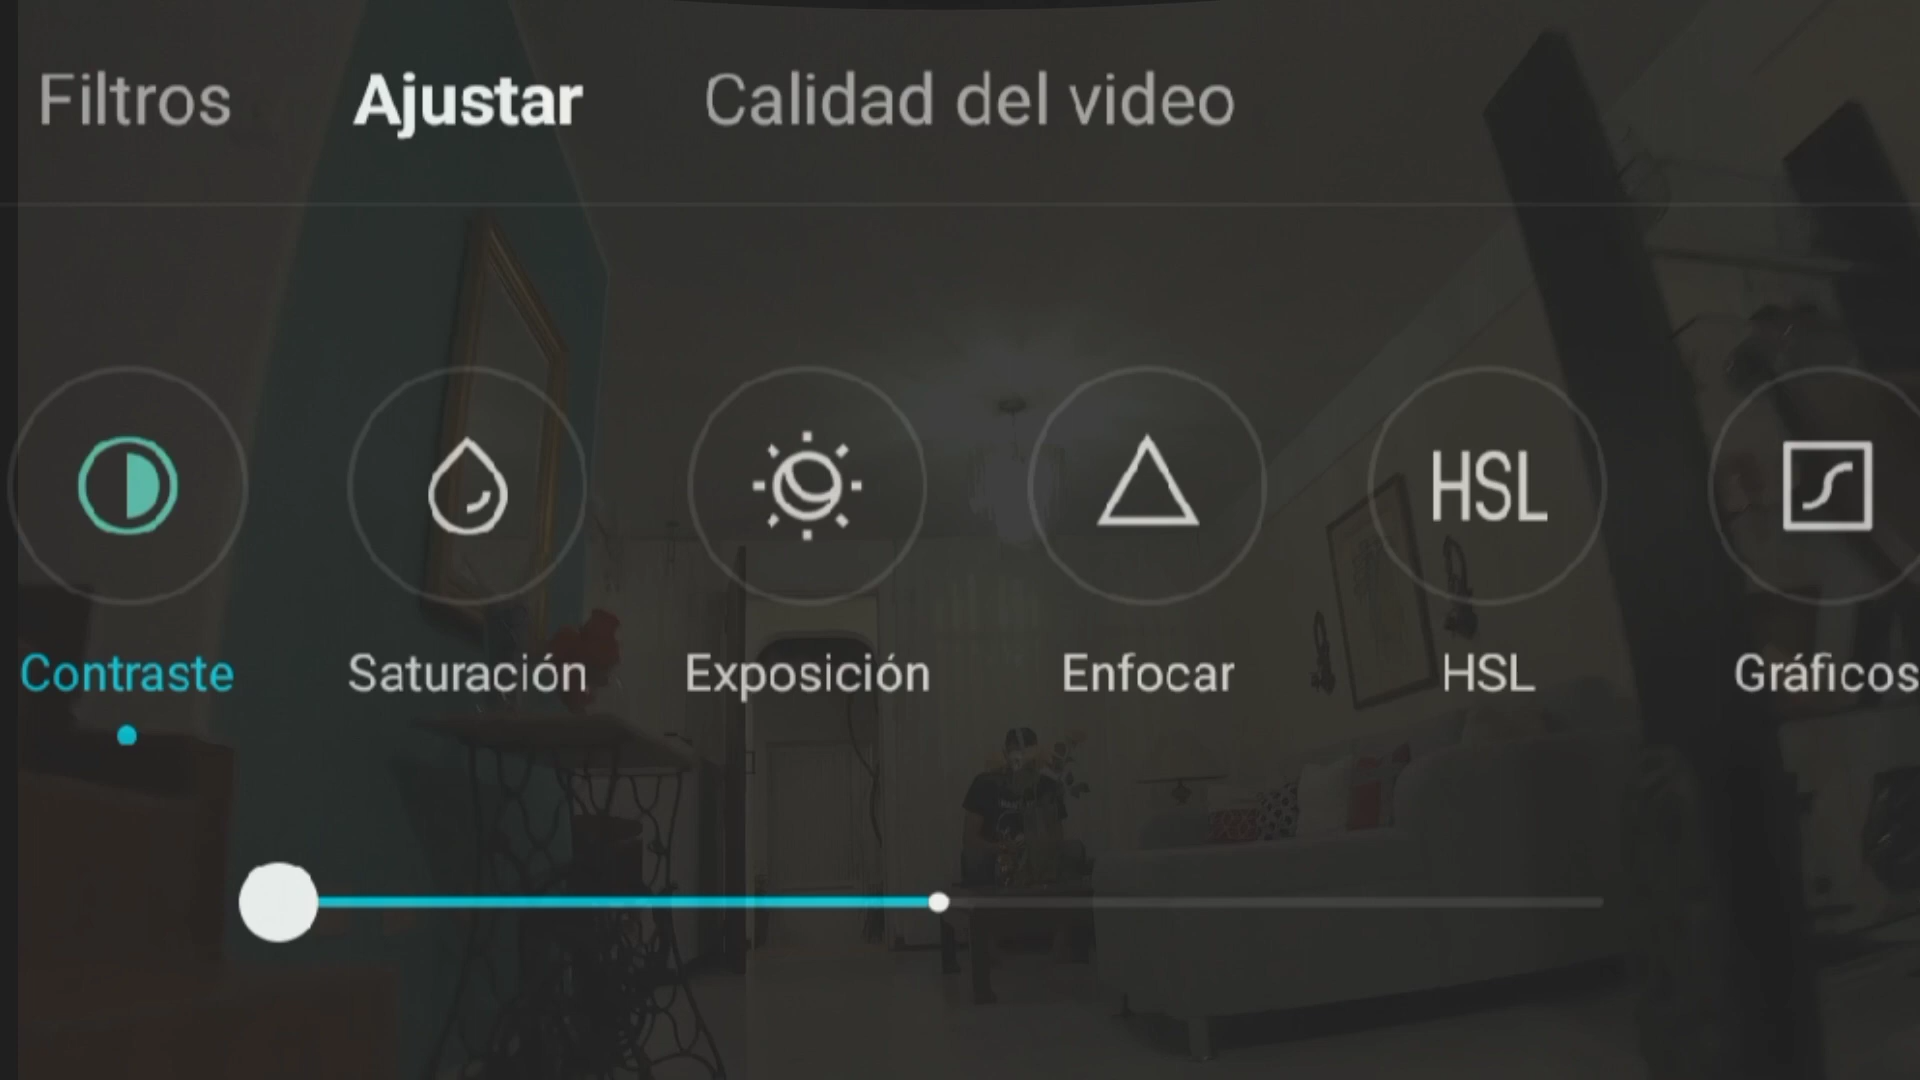 Filtros Ajustar Calidad del video
HSL
Contraste Saturación Exposición Enfocar HSL Gráficos